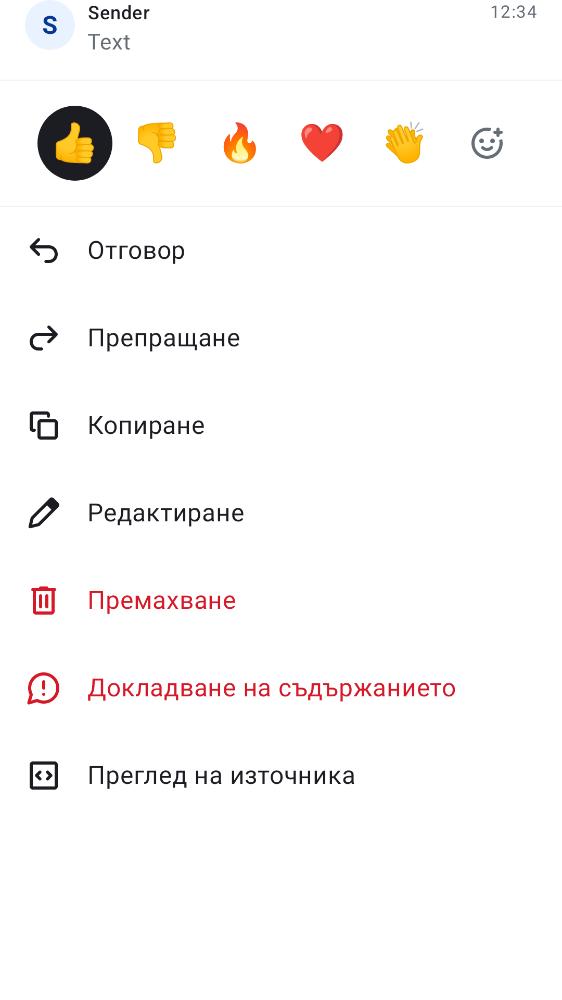 S
Sender
12:34
Text
Отговор
Препращане
Копиране
Редактиране
Премахване
Докладване на съдържанието
Преглед на източника